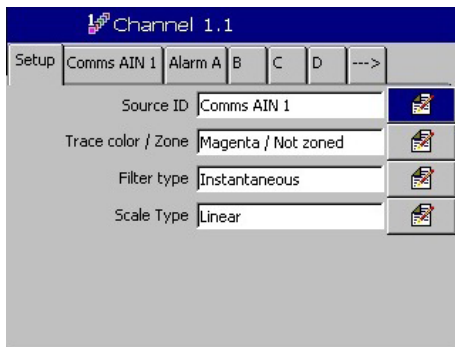 Channel 1.1
Setup Comms AIN 1 Alarm A B C D --->
Source ID Comms AIN 1
Trace color / Zone Magenta / Not zoned
Filter type Instantaneous
Scale Type Linear